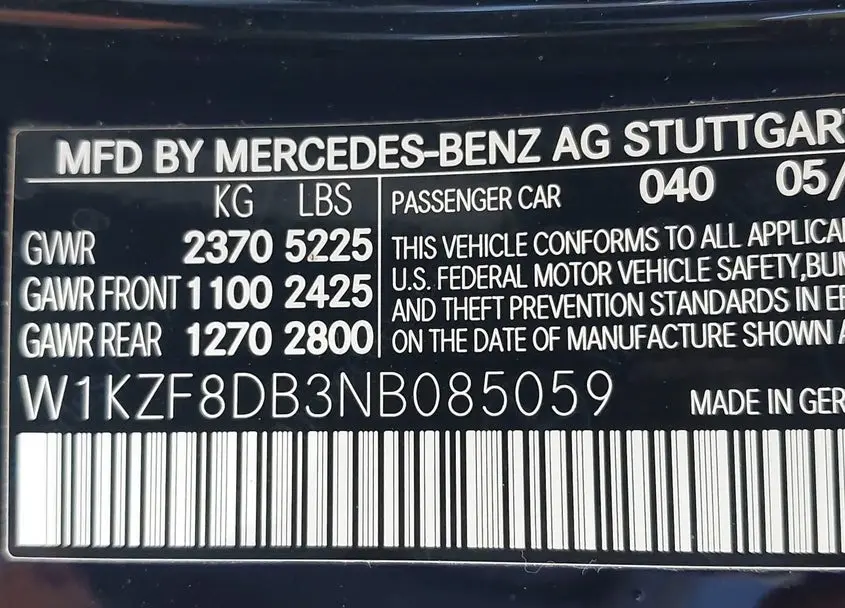 MFD BY MERCEDES-BENZ AG STUTTGAR
KG LBS
GVWR 2370 5225
GAWR FRONT 1100 2425
GAWR REAR 1270 2800
PASSENGER CAR 040 05/
THIS VEHICLE CONFORMS TO ALL APPLICA
U.S. FEDERAL MOTOR VEHICLE SAFETY,BUM
AND THEFT PREVENTION STANDARDS IN EF
ON THE DATE OF MANUFACTURE SHOWN A
W1KZF8DB3NB085059
MADE IN GER